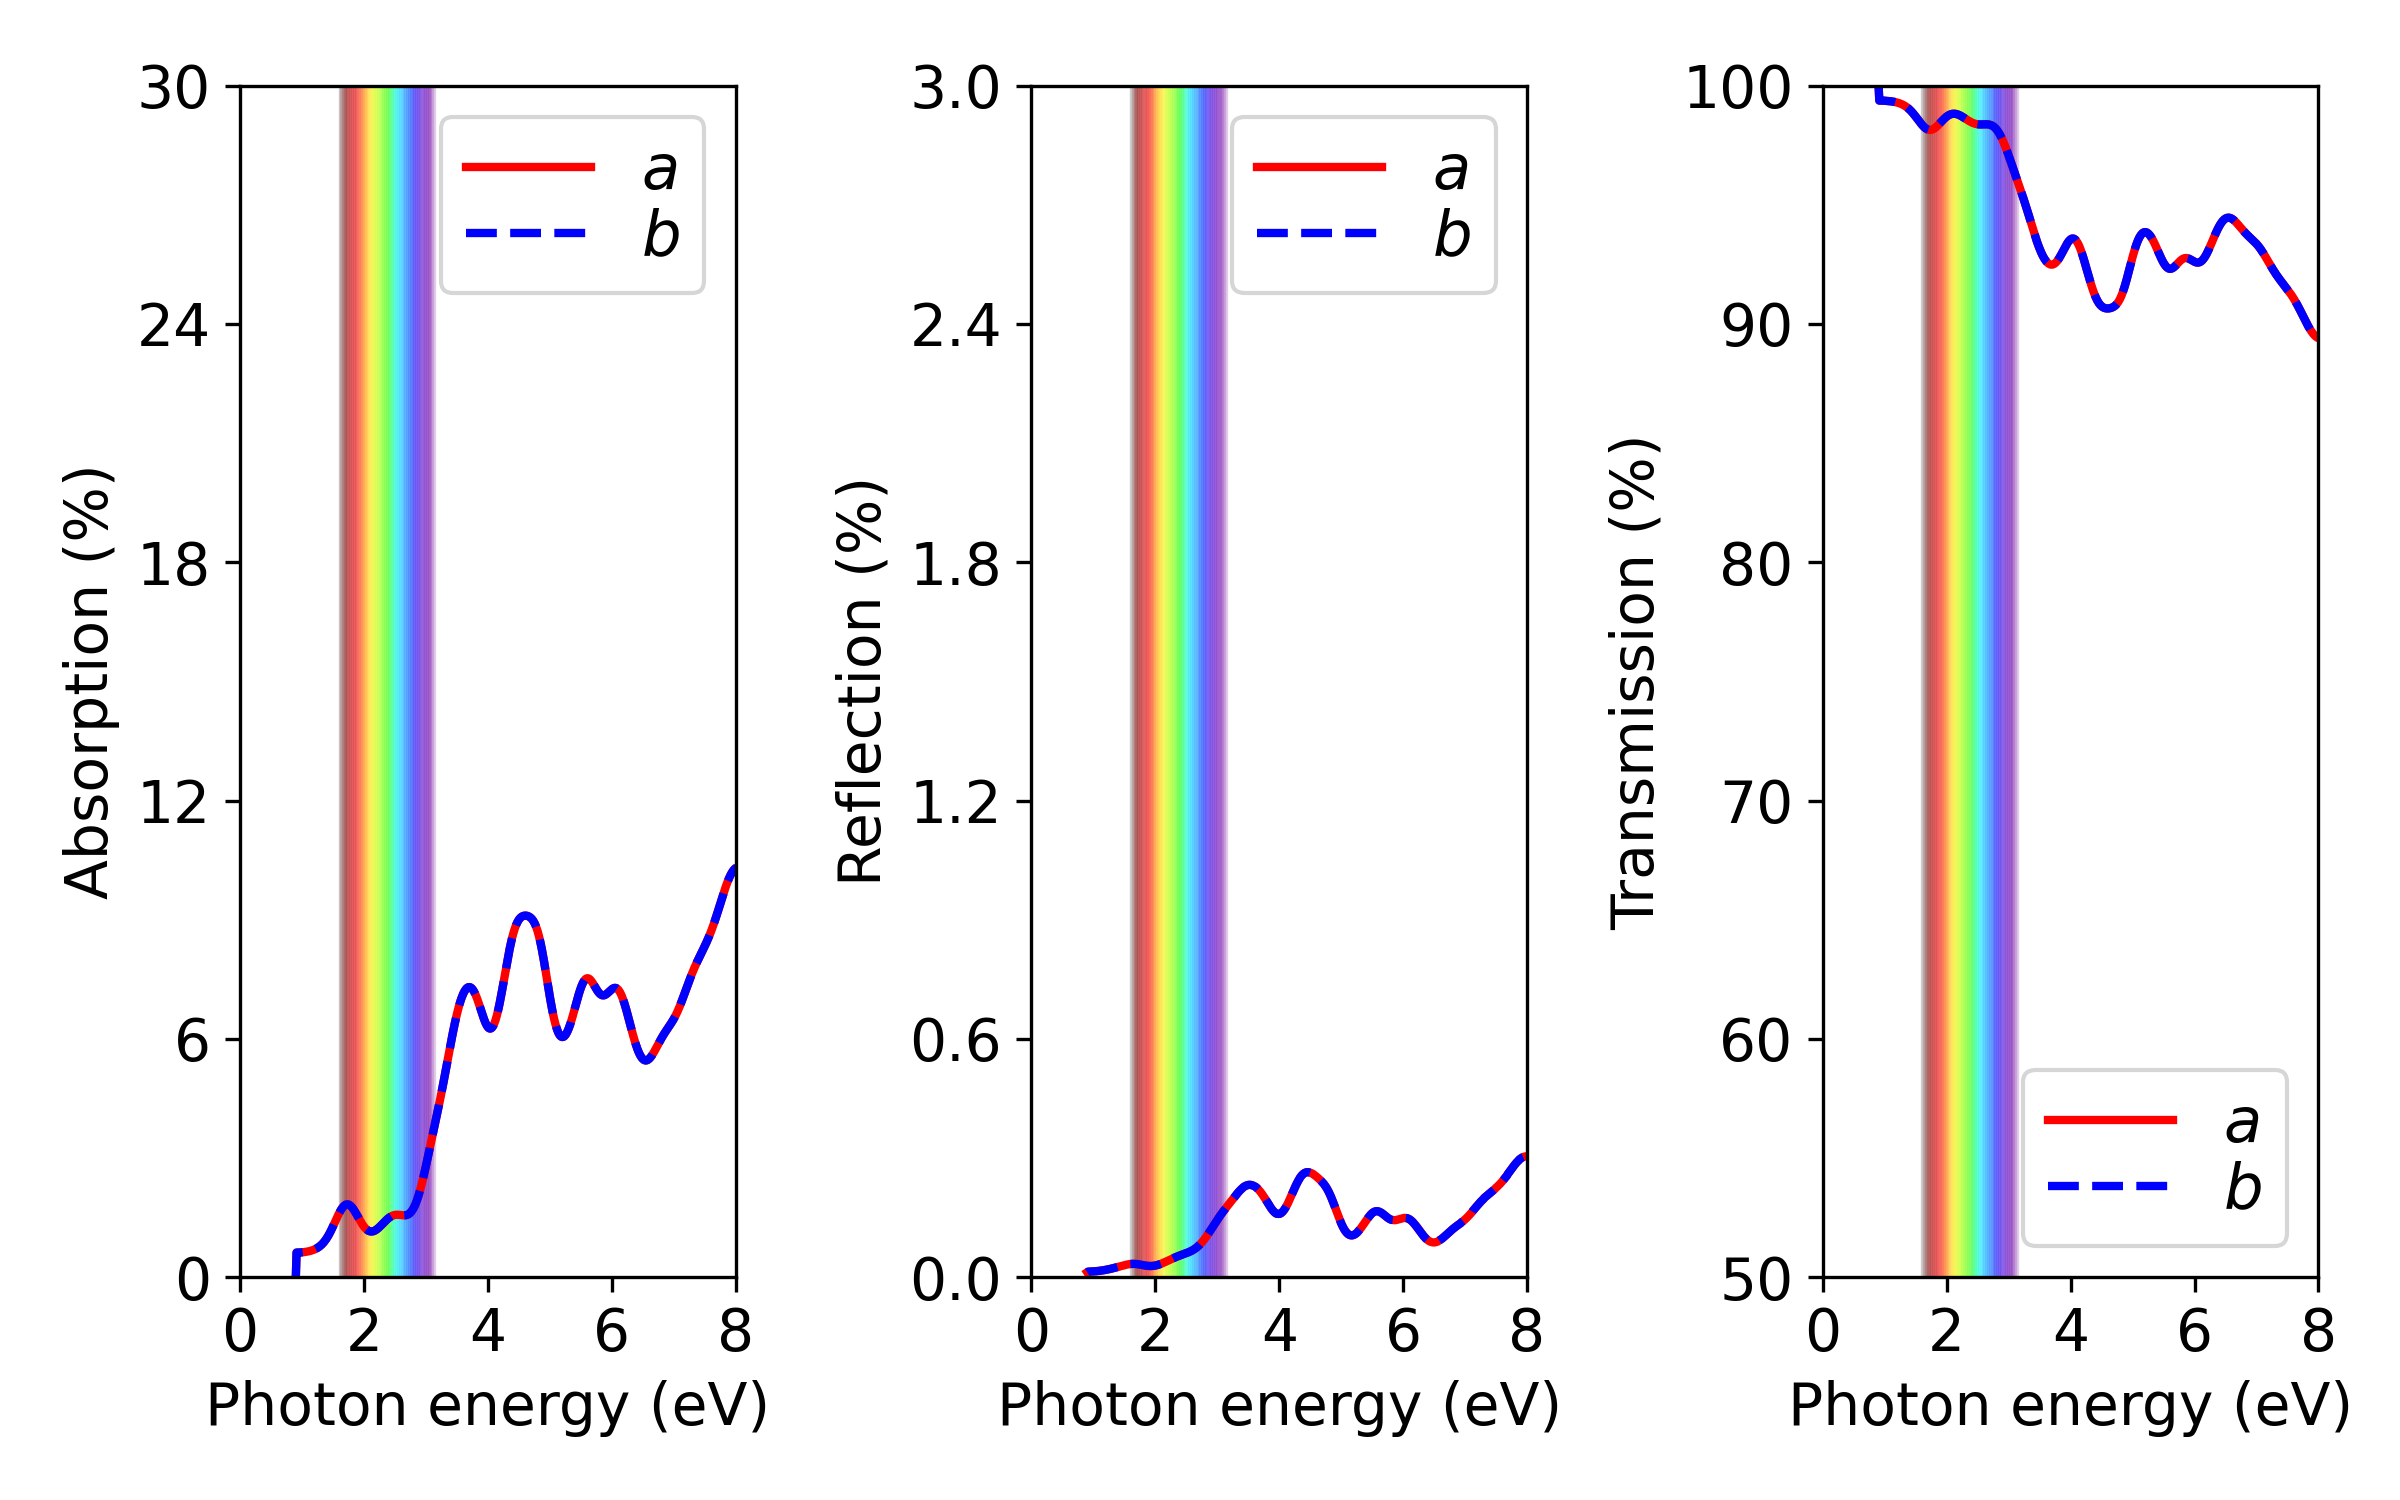 30
24
18
12
6
0
0 2 4 6 8
Absorption (%)
Photon energy (eV)
a
b
3.0
2.4
1.8
1.2
0.6
0.0
0 2 4 6 8
Reflection (%)
Photon energy (eV)
a
b
100
90
80
70
60
50
0 2 4 6 8
Transmission (%)
Photon energy (eV)
a
b